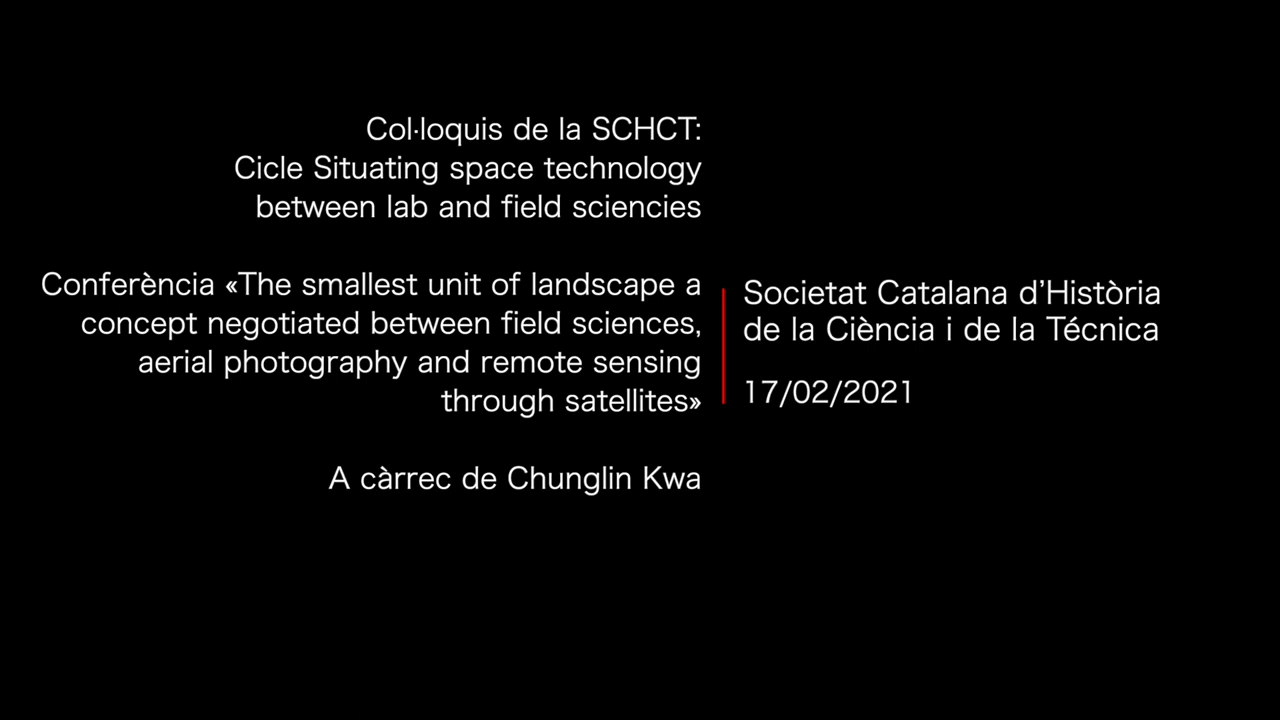 Col·loquis de la SCHCT:
Cicle Situating space technology
between lab and field sciencies
Conferència «The smallest unit of landscape a
concept negotiated between field sciences,
aerial photography and remote sensing
through satellites»
A càrrec de Chunglin Kwa
Societat Catalana d’Història
de la Ciència i de la Técnica
17/02/2021